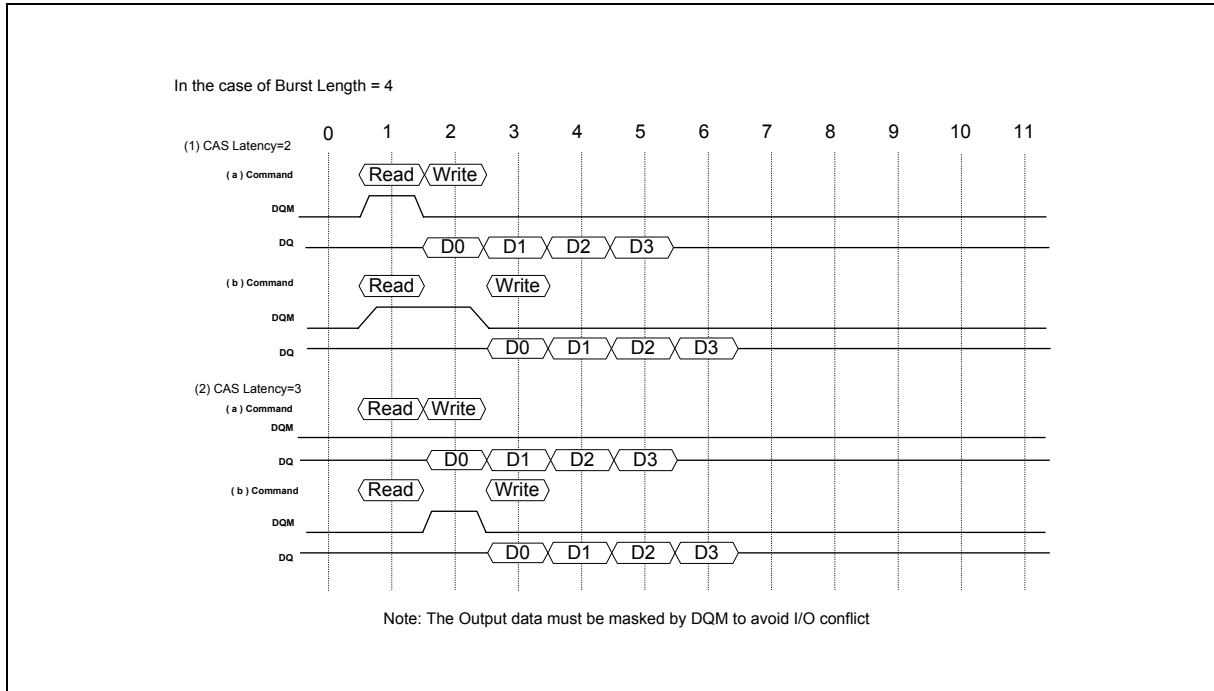 In the case of Burst Length = 4
0 1 2 3 4 5 6 7 8 9 10 11
(1) CAS Latency=2
( a ) Command Read Write
DQM
DQ D0 D1 D2 D3
( b ) Command Read Write
DQM
DQ D0 D1 D2 D3
(2) CAS Latency=3
( a ) Command Read Write
DQM
DQ D0 D1 D2 D3
( b ) Command Read Write
DQM
DQ D0 D1 D2 D3
Note: The Output data must be masked by DQM to avoid I/O conflict